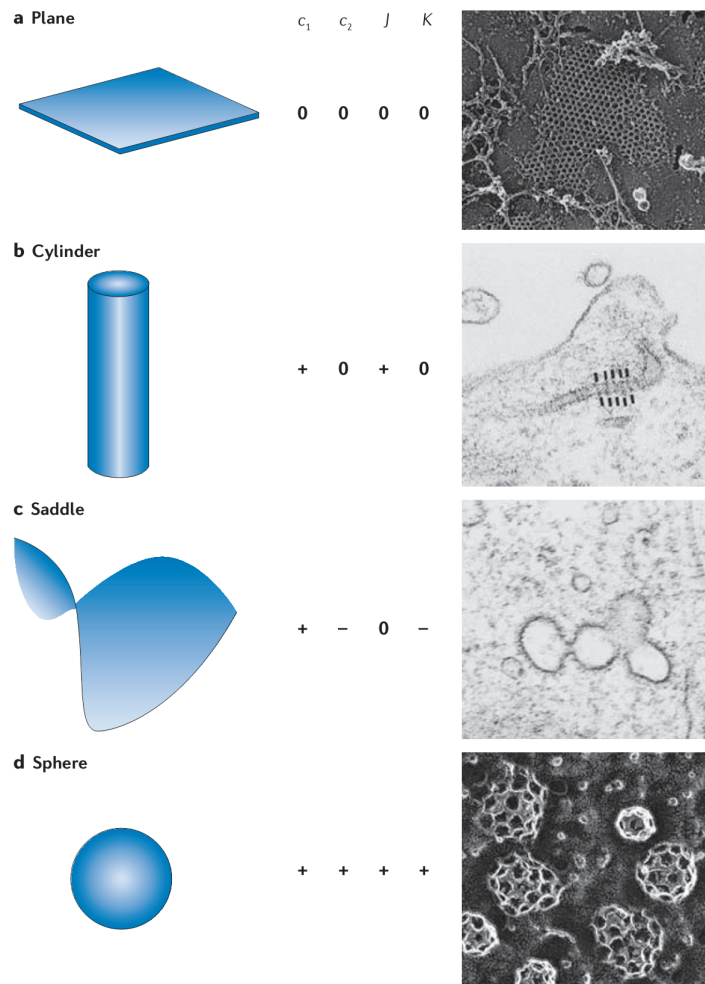 a Plane
c₁ c₂ J K
0 0 0 0
b Cylinder
+ 0 + 0
c Saddle
+ – 0 –
d Sphere
+ + + +